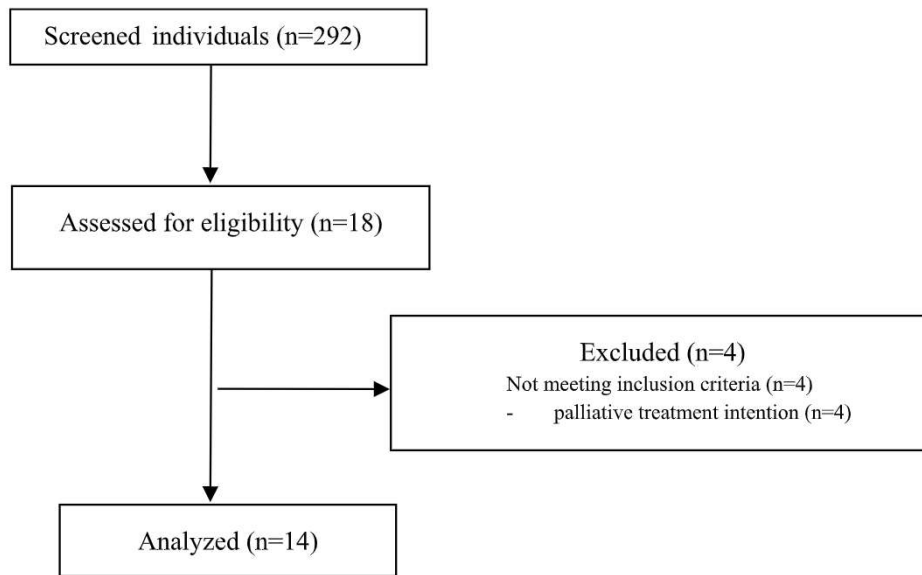 Screened individuals (n=292)
Assessed for eligibility (n=18)
Excluded (n=4)
Not meeting inclusion criteria (n=4)
- palliative treatment intention (n=4)
Analyzed (n=14)